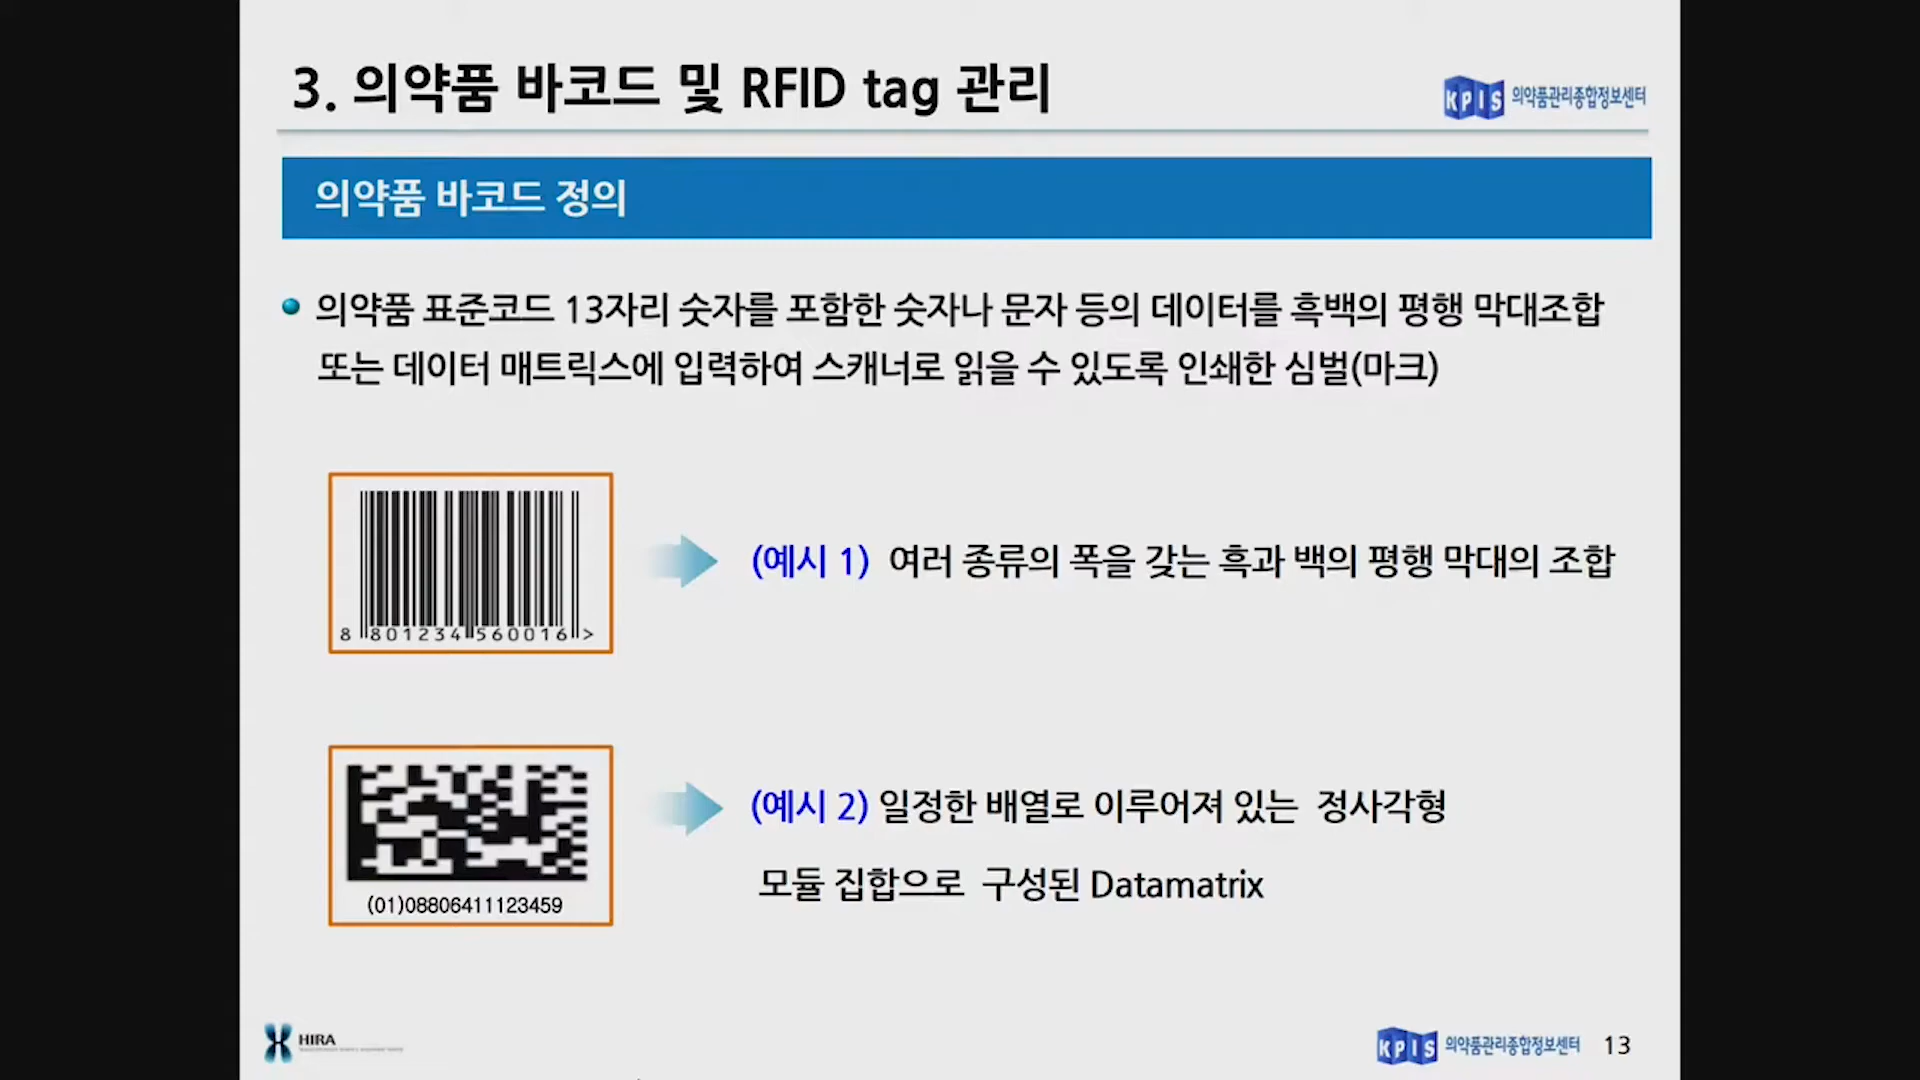 3. 의약품 바코드 및 RFID tag 관리
KPIS 의약품관리종합정보센터
의약품 바코드 정의
의약품 표준코드 13자리 숫자를 포함한 숫자나 문자 등의 데이터를 흑백의 평행 막대조합
또는 데이터 매트릭스에 입력하여 스캐너로 읽을 수 있도록 인쇄한 심벌(마크)
8 801234 560016 >
(예시 1) 여러 종류의 폭을 갖는 흑과 백의 평행 막대의 조합
(01)08806411123459
(예시 2) 일정한 배열로 이루어져 있는 정사각형
모듈 집합으로 구성된 Datamatrix
HIRA
KPIS 의약품관리종합정보센터 13